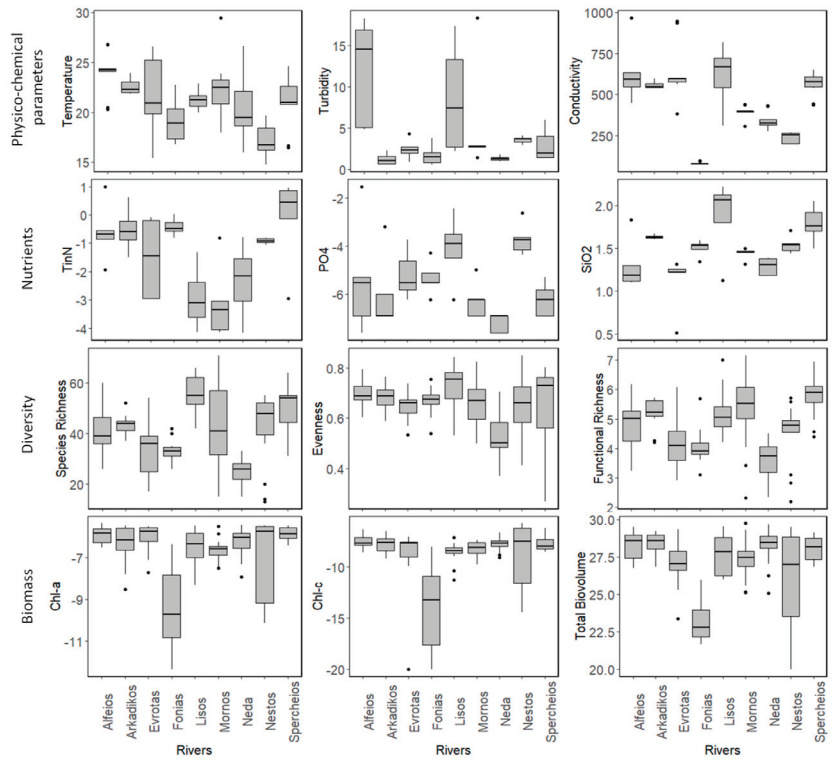 Physico-chemical
parameters
Temperature
30
25
20
15
Turbidity
15
10
5
0
Conductivity
1000
750
500
250
Nutrients
TinN
1
0
-1
-2
-3
-4
PO4
-2
-4
-6
SiO2
2.0
1.5
1.0
0.5
Diversity
Species Richness
60
40
20
Evenness
0.8
0.6
0.4
Functional Richness
7
6
5
4
3
2
Biomass
Chl-a
-7
-9
-11
Chl-c
-10
-15
-20
Total Biovolume
30.0
27.5
25.0
22.5
20.0
Alfeios
Arkadikos
Evrotas
Fonias
Lisos
Mornos
Neda
Nestos
Spercheios
Rivers
Alfeios
Arkadikos
Evrotas
Fonias
Lisos
Mornos
Neda
Nestos
Spercheios
Rivers
Alfeios
Arkadikos
Evrotas
Fonias
Lisos
Mornos
Neda
Nestos
Spercheios
Rivers